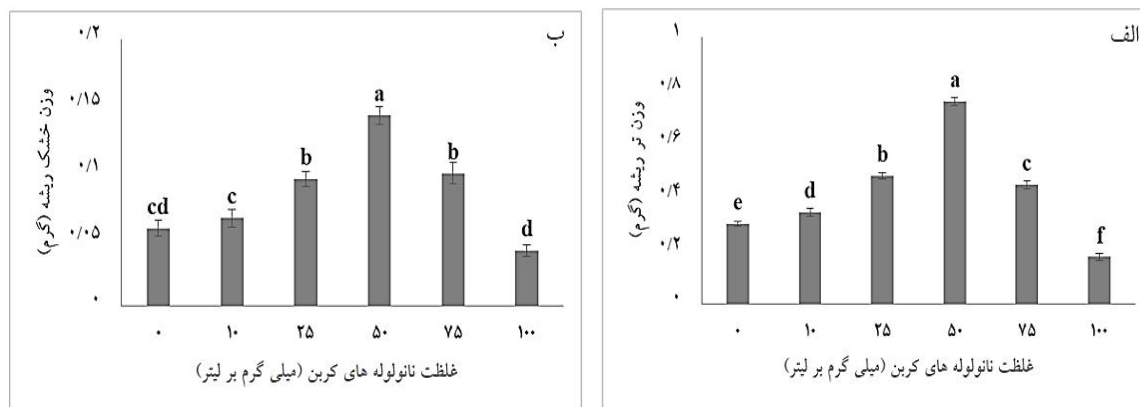 الف
وزن تر ریشه (گرم)
۱
۰/۸
۰/۶
۰/۴
۰/۲
۰
e
d
b
a
c
f
۰ ۱۰ ۲۵ ۵۰ ۷۵ ۱۰۰
غلظت نانولوله های کربن (میلی گرم بر لیتر)
ب
وزن خشک ریشه (گرم)
۰/۲
۰/۱۵
۰/۱
۰/۰۵
۰
cd
c
b
a
b
d
۰ ۱۰ ۲۵ ۵۰ ۷۵ ۱۰۰
غلظت نانولوله های کربن (میلی گرم بر لیتر)